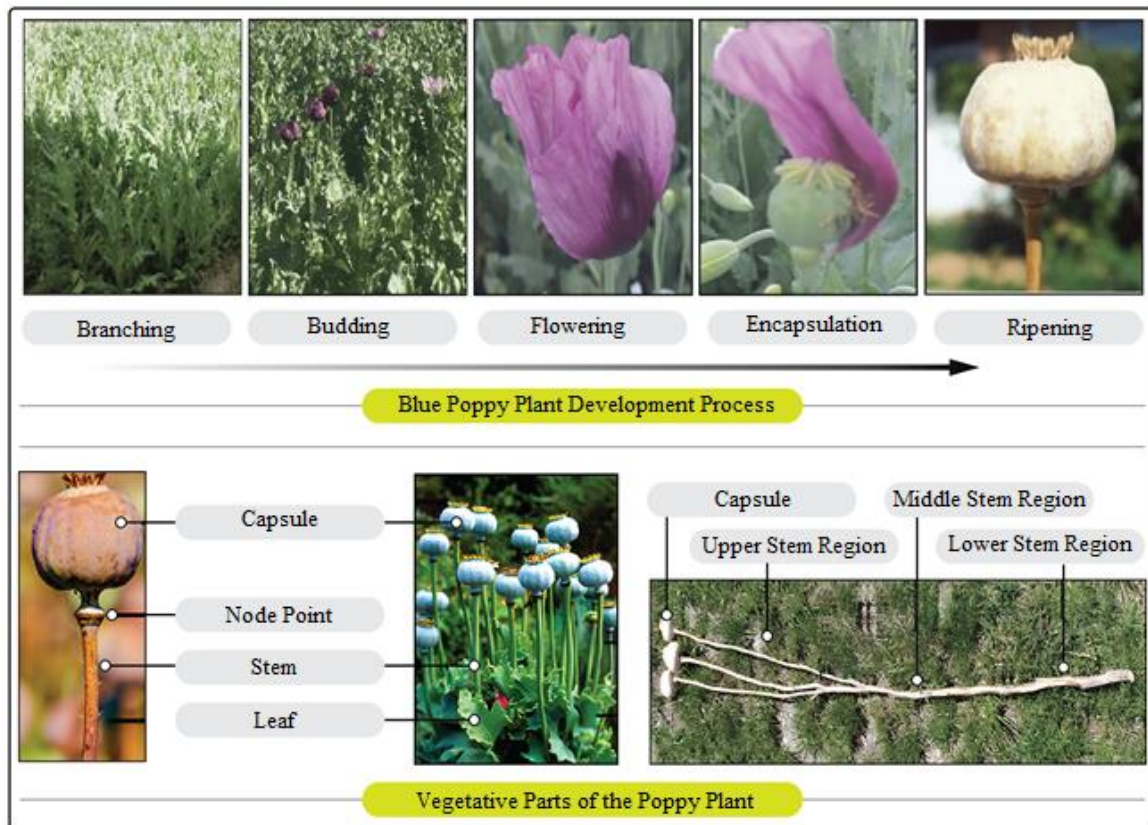 Branching
Budding
Flowering
Encapsulation
Ripening
Blue Poppy Plant Development Process
Capsule
Node Point
Stem
Leaf
Capsule
Middle Stem Region
Upper Stem Region
Lower Stem Region
Vegetative Parts of the Poppy Plant